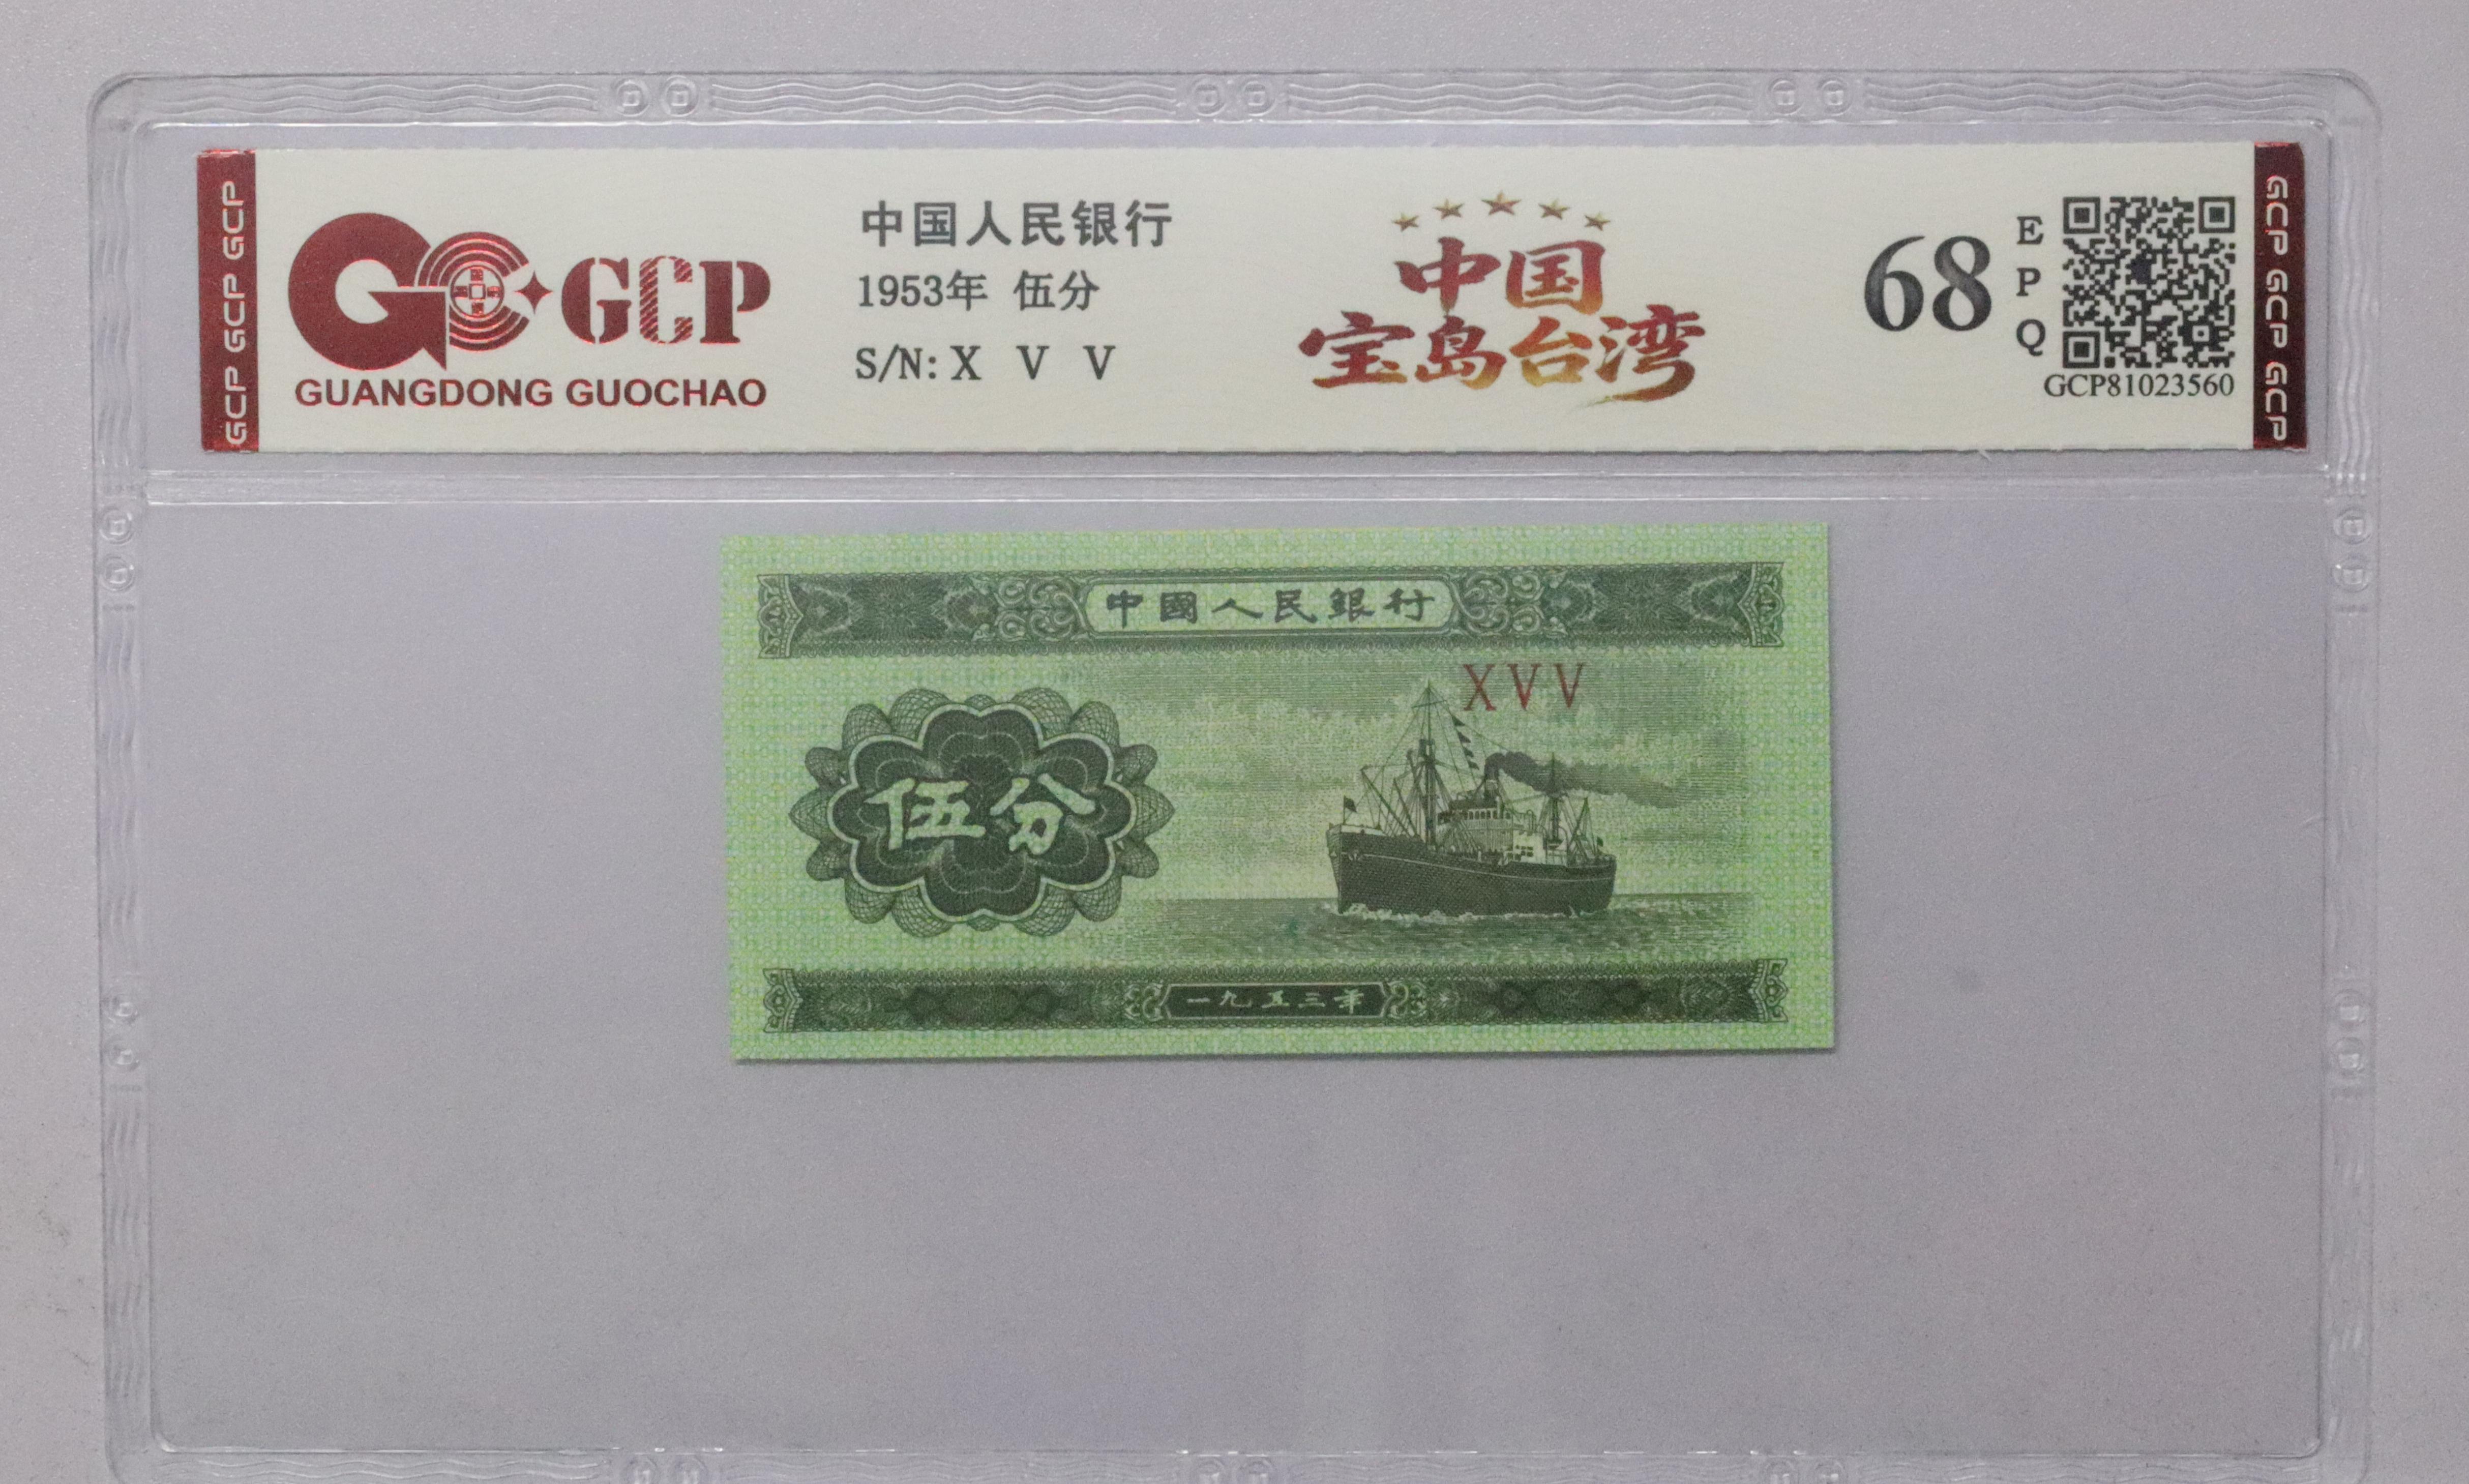 GCP GCP GCP
GCP
GUANGDONG GUOCHAO
中国人民银行
1953年 伍分
S/N: X V V
中国
宝岛台湾
68
E
P
Q
GCP81023560
GCP GCP GCP
中國人民銀行
XVV
伍分
一九五三年